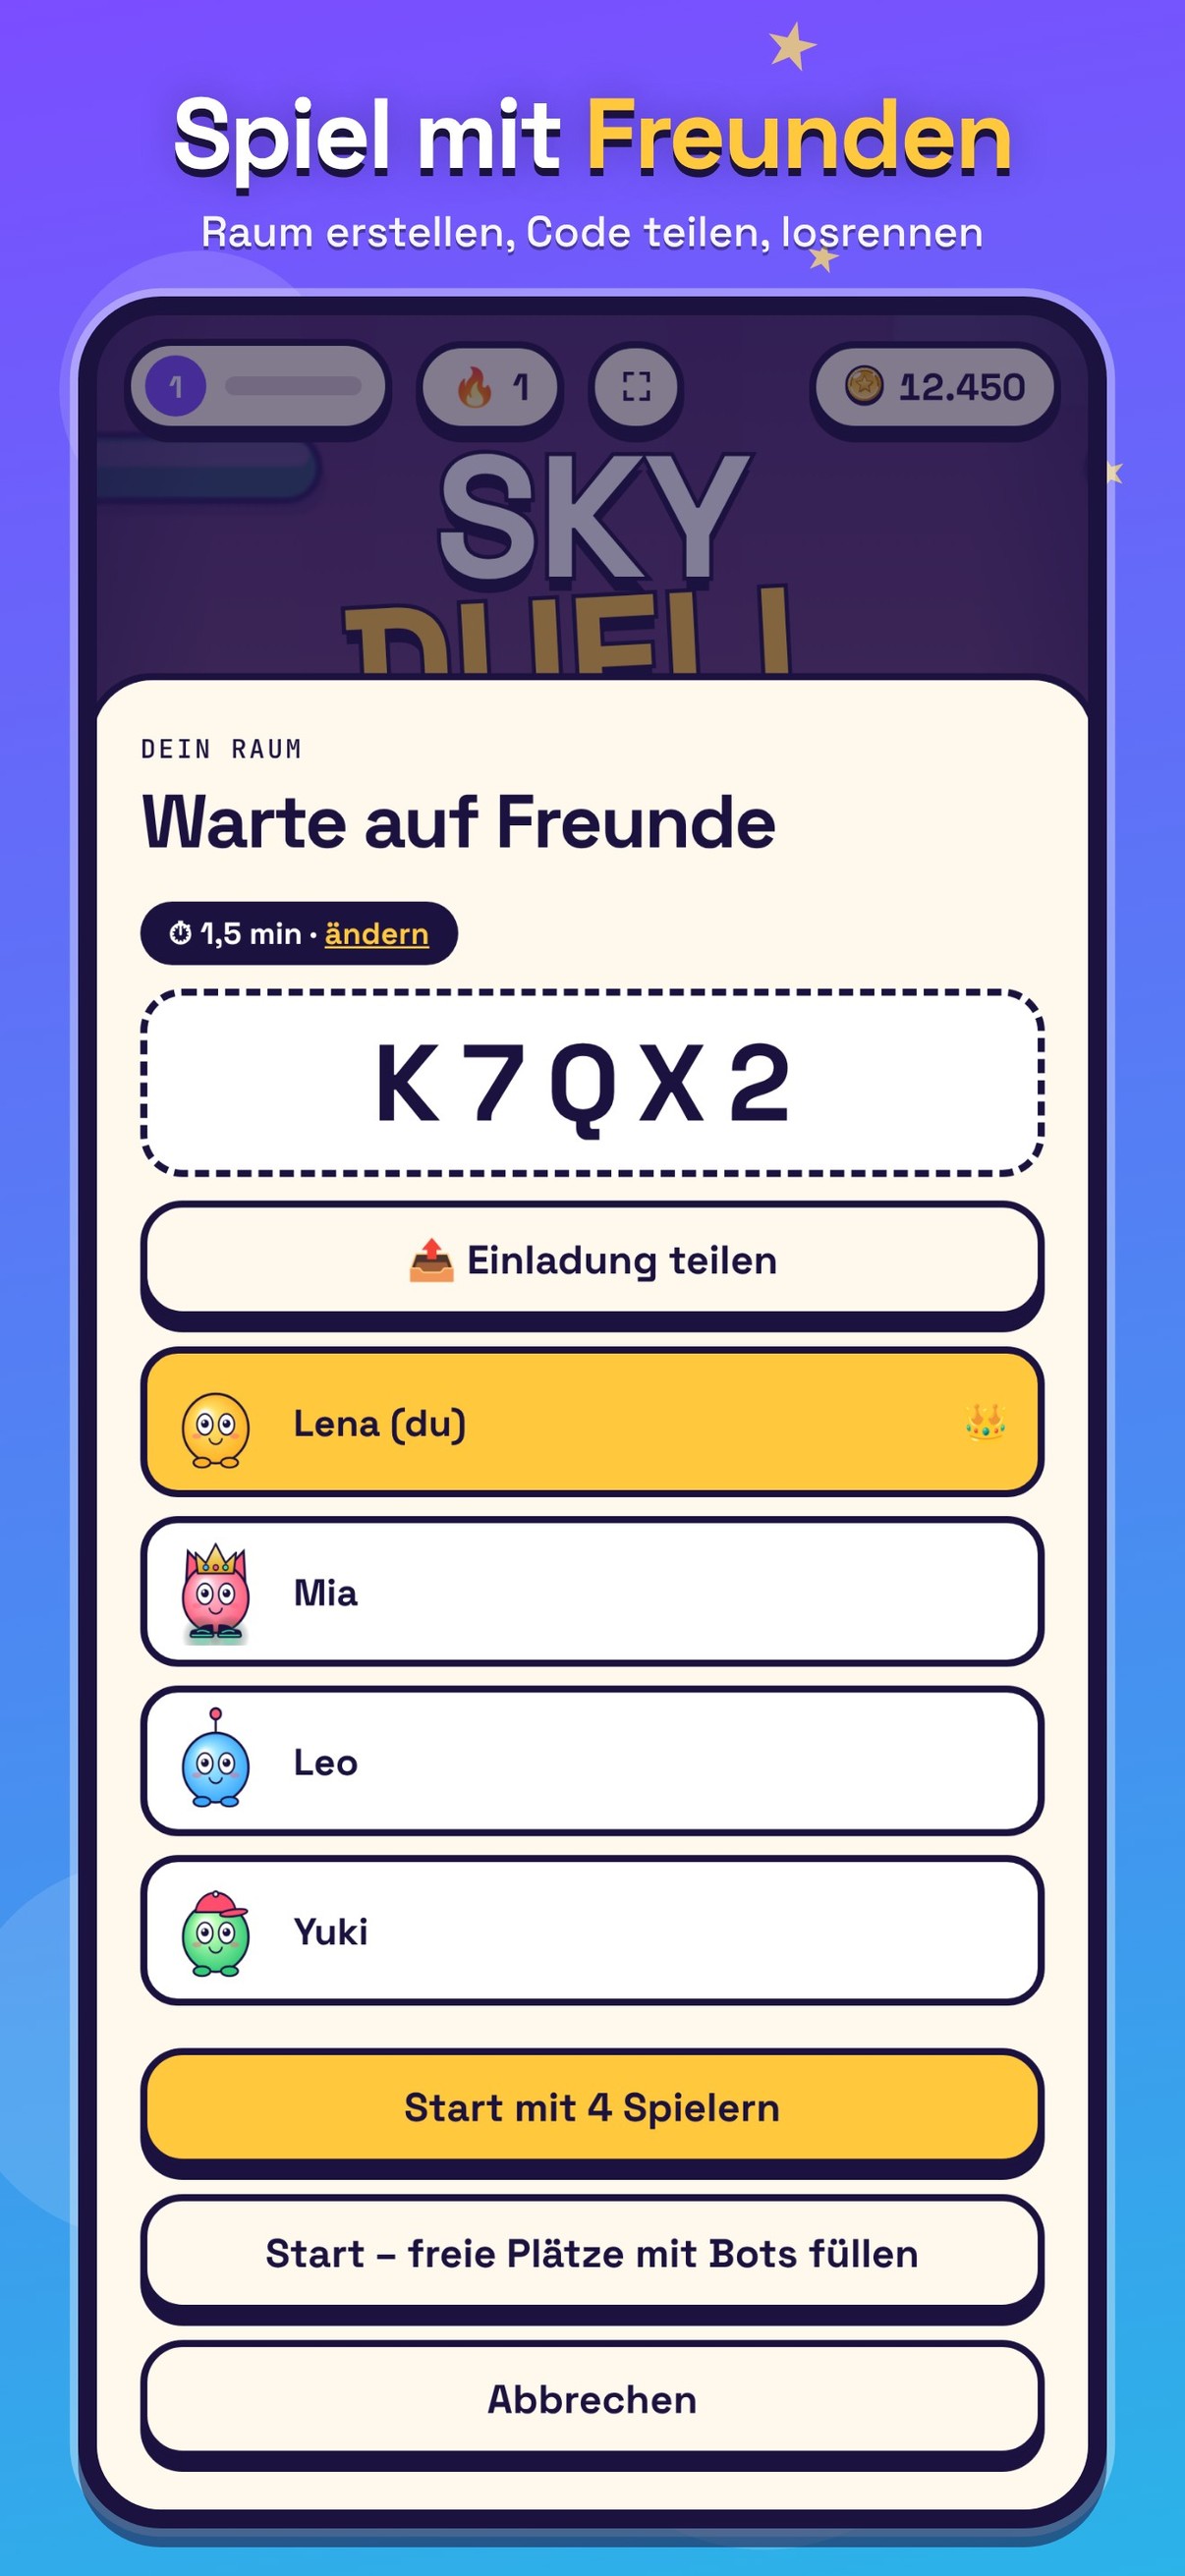 Spiel mit Freunden
Raum erstellen, Code teilen, losrennen
1
1
12.450
SKY
DUELL
DEIN RAUM
Warte auf Freunde
1,5 min · ändern
K7QX2
Einladung teilen
Lena (du)
Mia
Leo
Yuki
Start mit 4 Spielern
Start – freie Plätze mit Bots füllen
Abbrechen